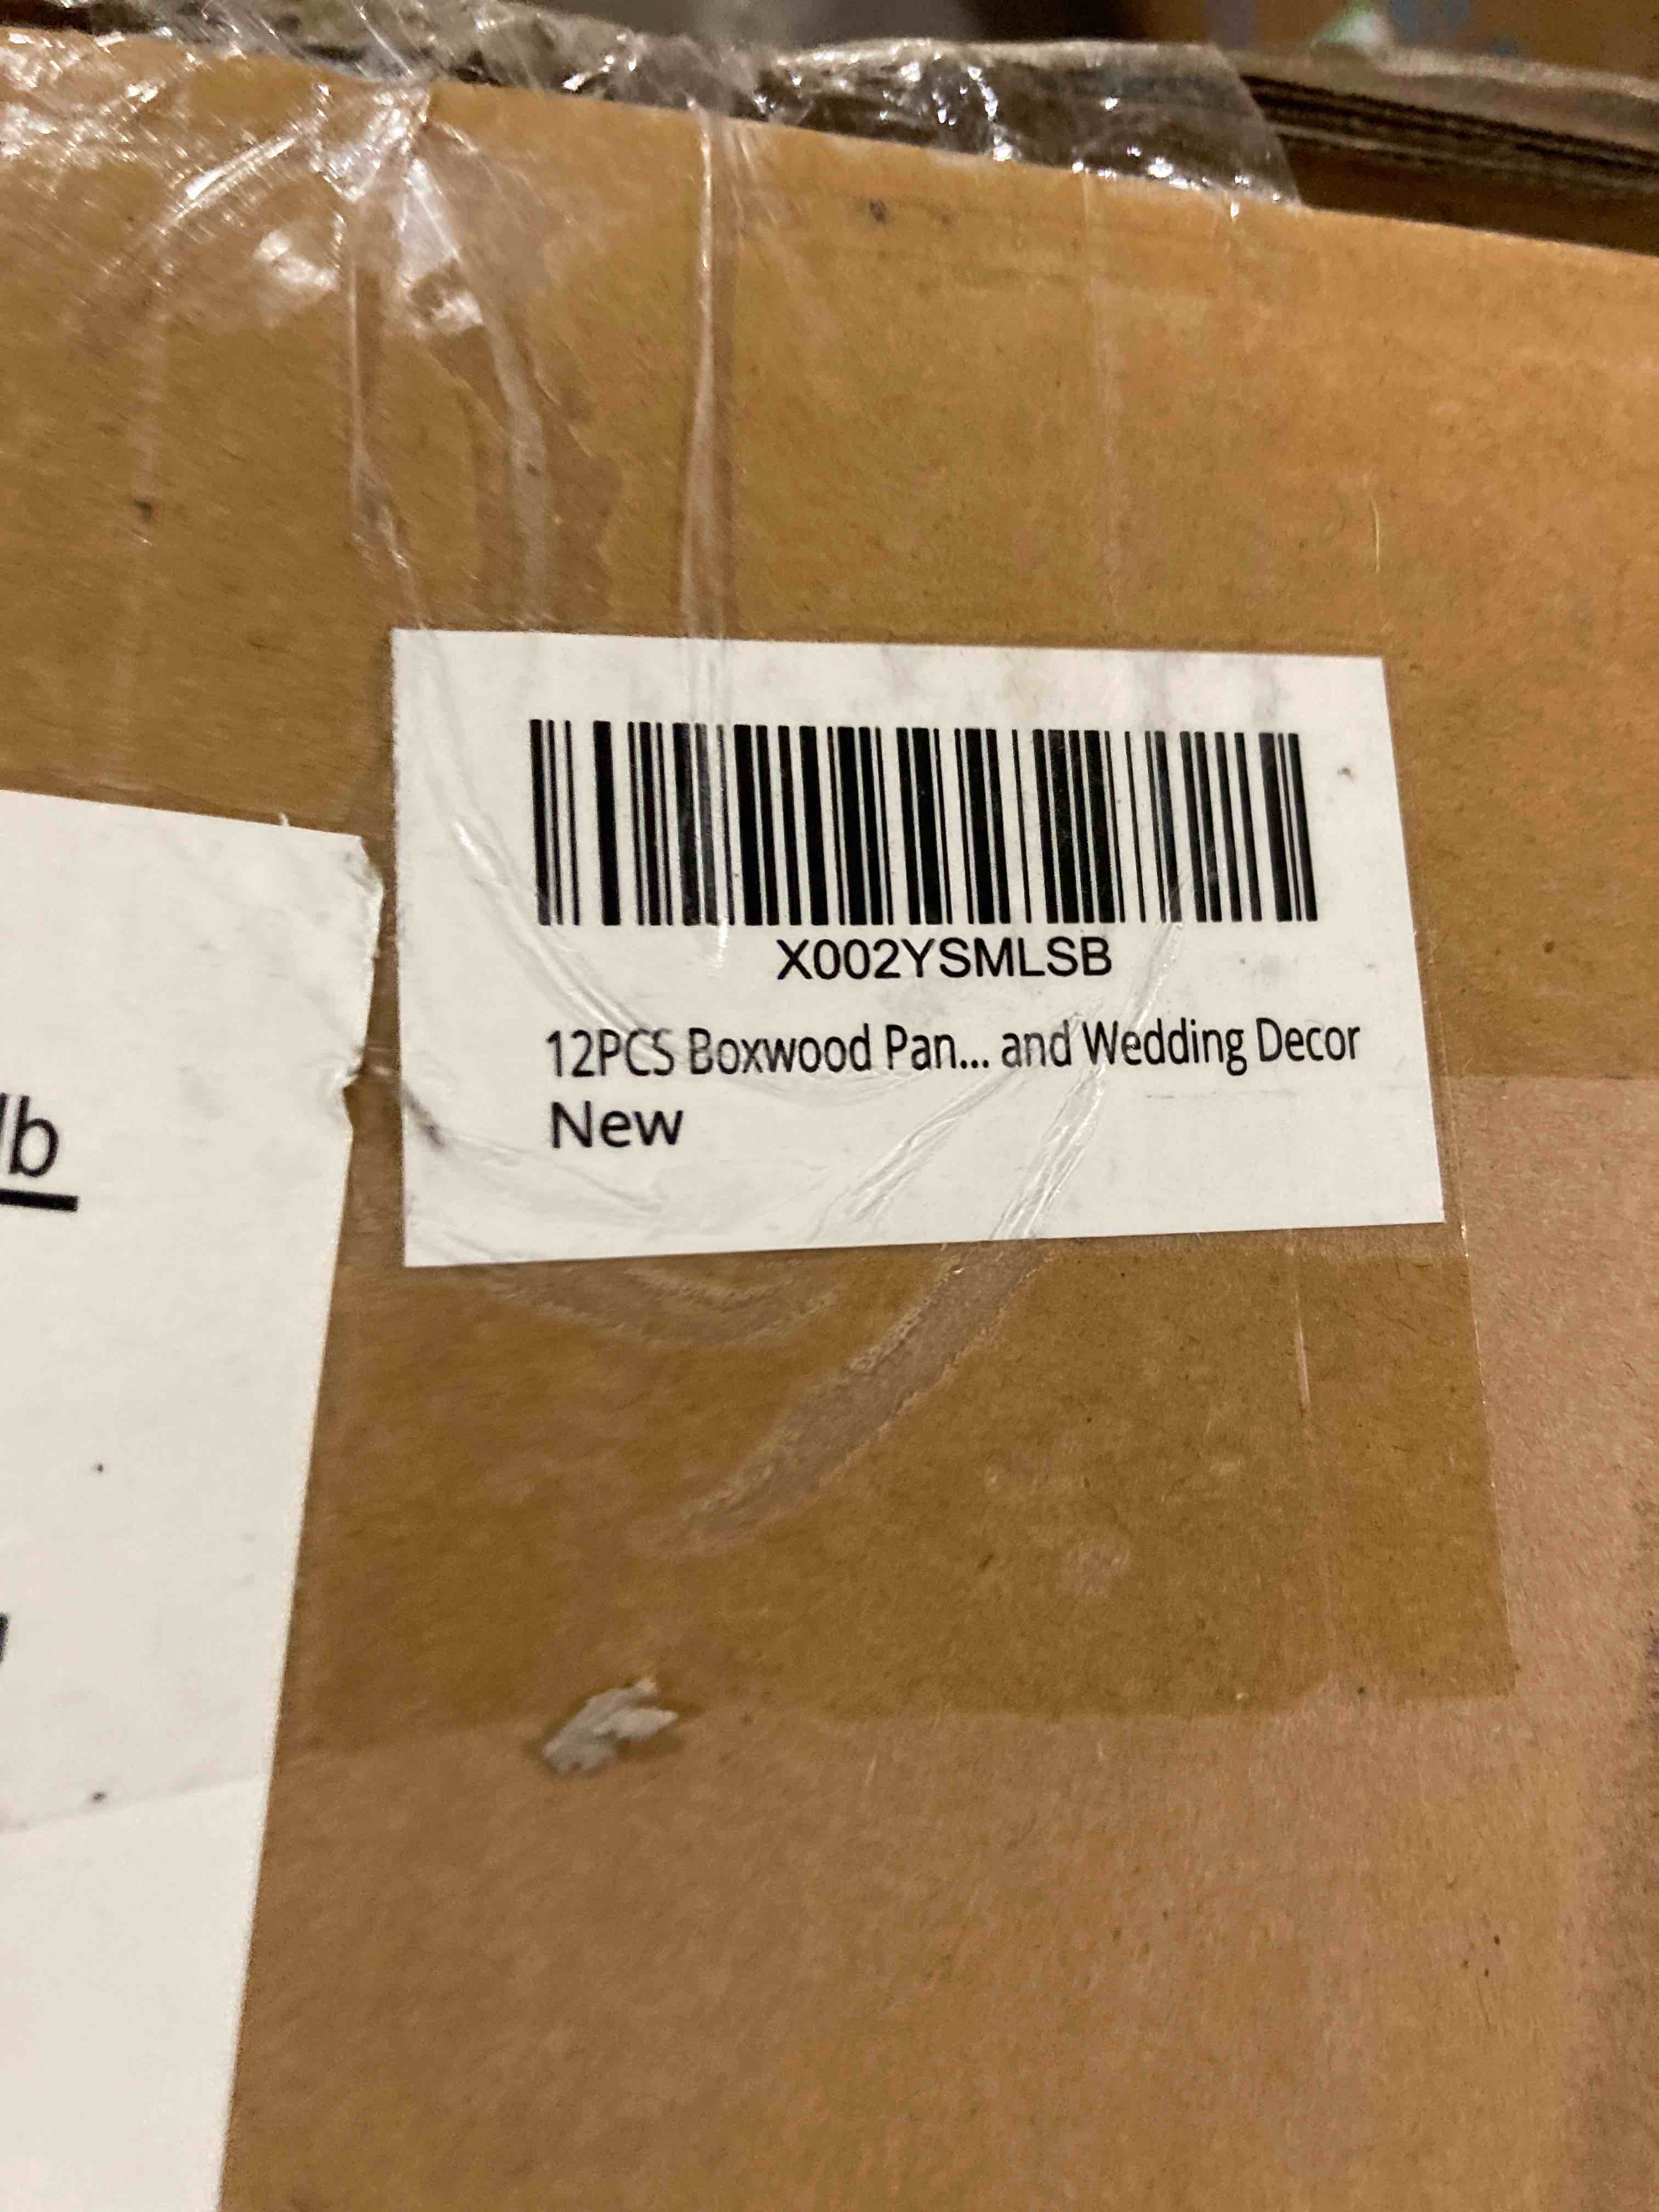 X002YSMLSB
12PCS Boxwood Pan... and Wedding Decor
New
lb